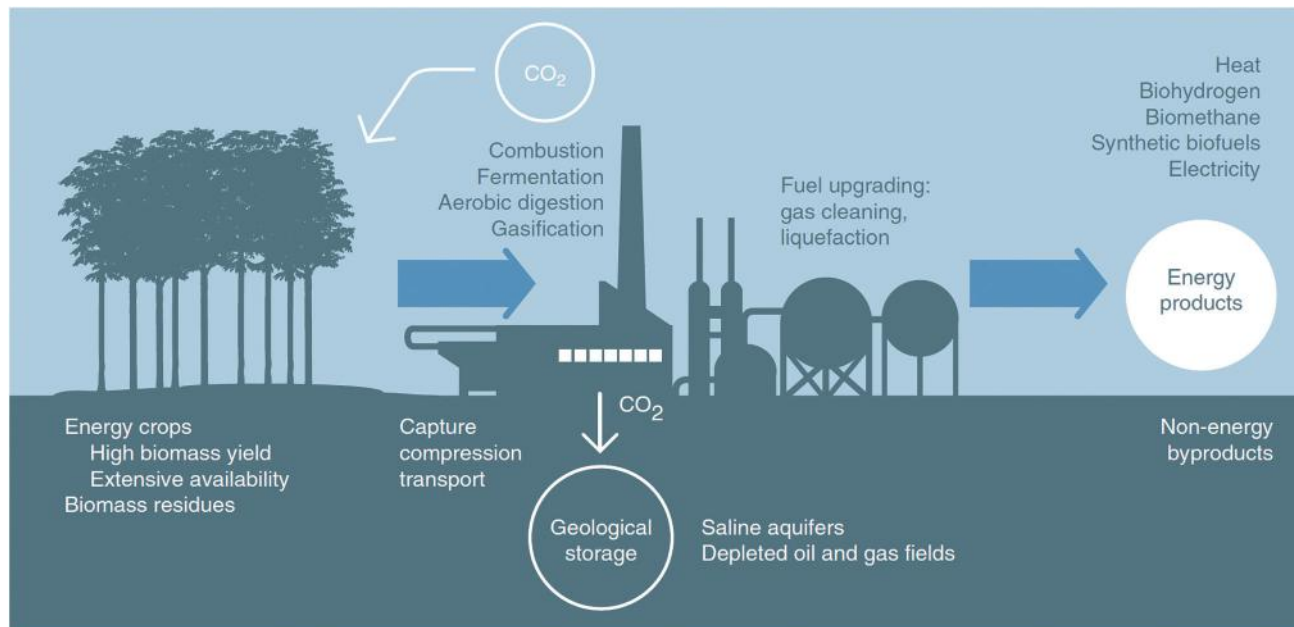 CO₂
Combustion
Fermentation
Aerobic digestion
Gasification
Fuel upgrading:
gas cleaning,
liquefaction
Heat
Biohydrogen
Biomethane
Synthetic biofuels
Electricity
Energy
products
Energy crops
High biomass yield
Extensive availability
Biomass residues
Capture
compression
transport
CO₂
Geological
storage
Saline aquifers
Depleted oil and gas fields
Non-energy
byproducts